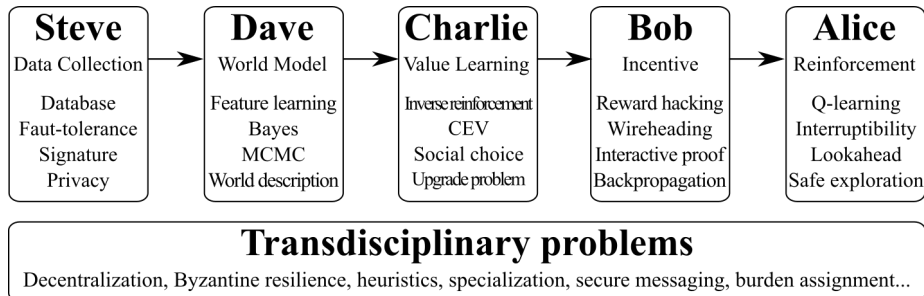 Steve
Data Collection
Database
Faut-tolerance
Signature
Privacy
Dave
World Model
Feature learning
Bayes
MCMC
World description
Charlie
Value Learning
Inverse reinforcement
CEV
Social choice
Upgrade problem
Bob
Incentive
Reward hacking
Wireheading
Interactive proof
Backpropagation
Alice
Reinforcement
Q-learning
Interruptibility
Lookahead
Safe exploration
Transdisciplinary problems
Decentralization, Byzantine resilience, heuristics, specialization, secure messaging, burden assignment...